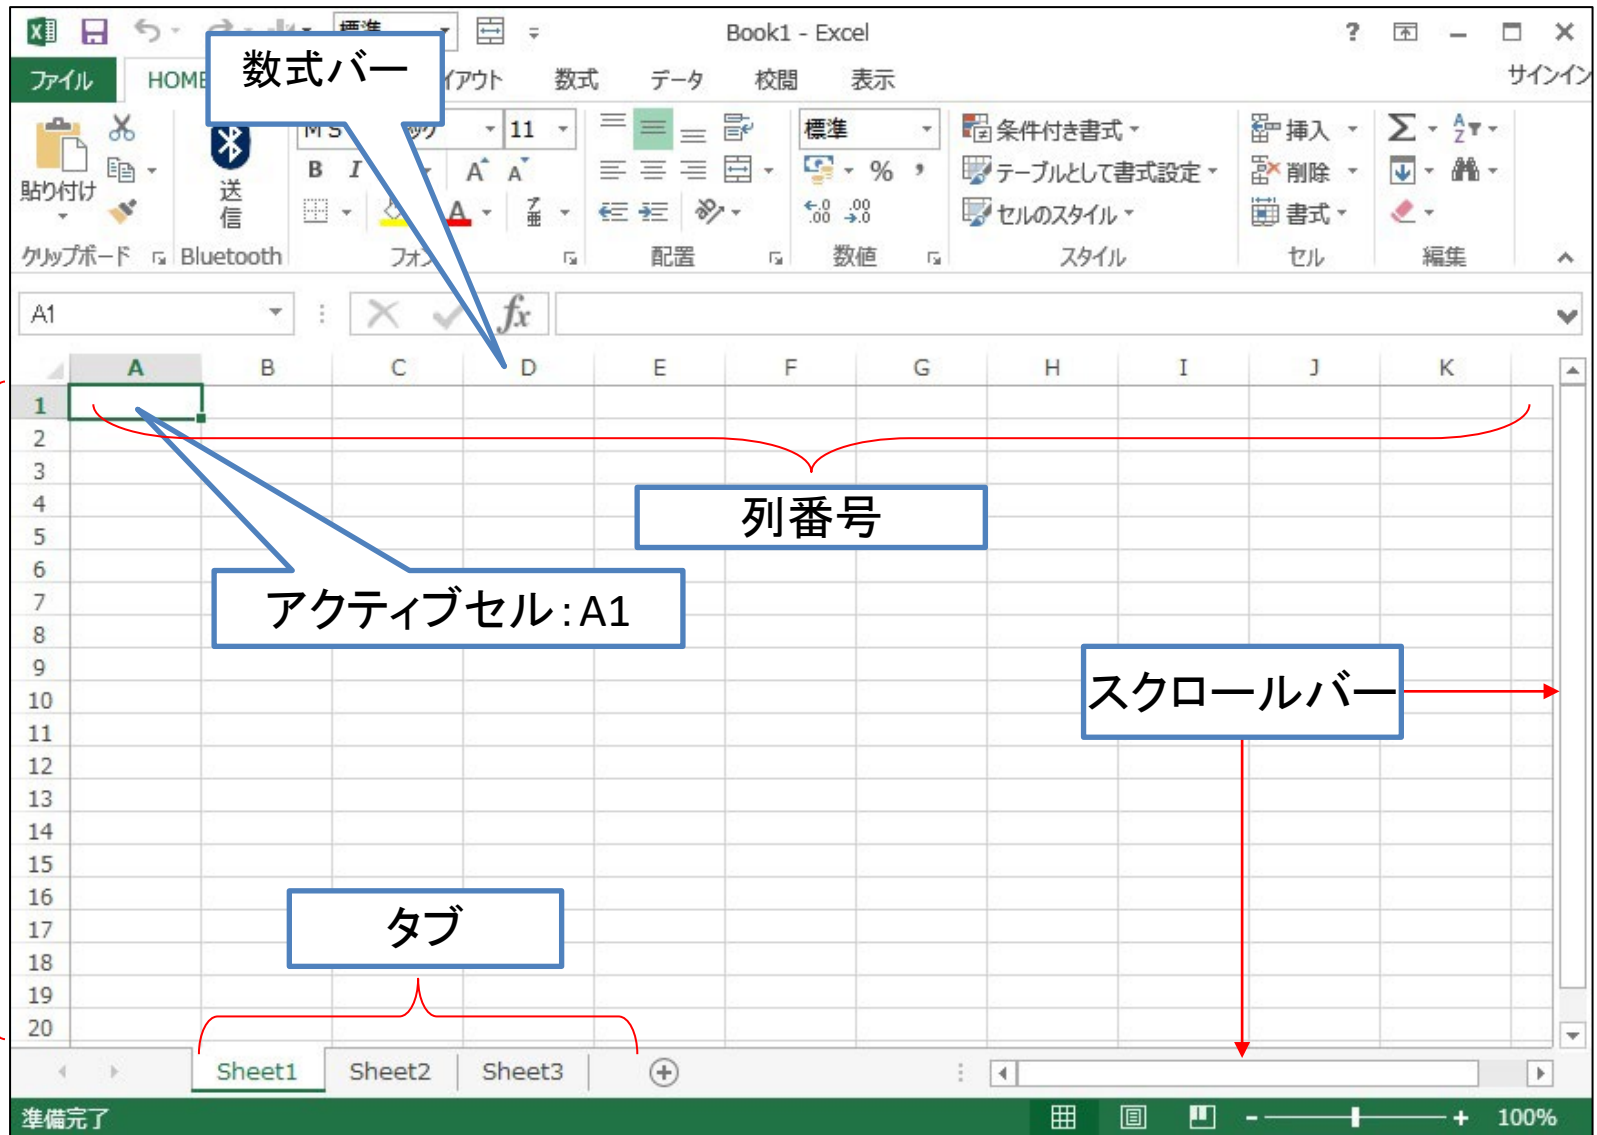 標準
Book1 - Excel
?
数式バー
ファイル HOME イアウト 数式 データ 校閲 表示 サインイン
11 標準 条件付き書式 挿入
B I % テーブルとして書式設定 削除
貼り付け 送信 セルのスタイル 書式
クリップボード Bluetooth フォント 配置 数値 スタイル セル 編集
A1 fx
A B C D E F G H I J K
1
2
3
4
列番号
5
6
7
アクティブセル:A1
8
9
スクロールバー
10
11
12
13
14
15
16
タブ
17
18
19
20
Sheet1 Sheet2 Sheet3
準備完了 - + 100%